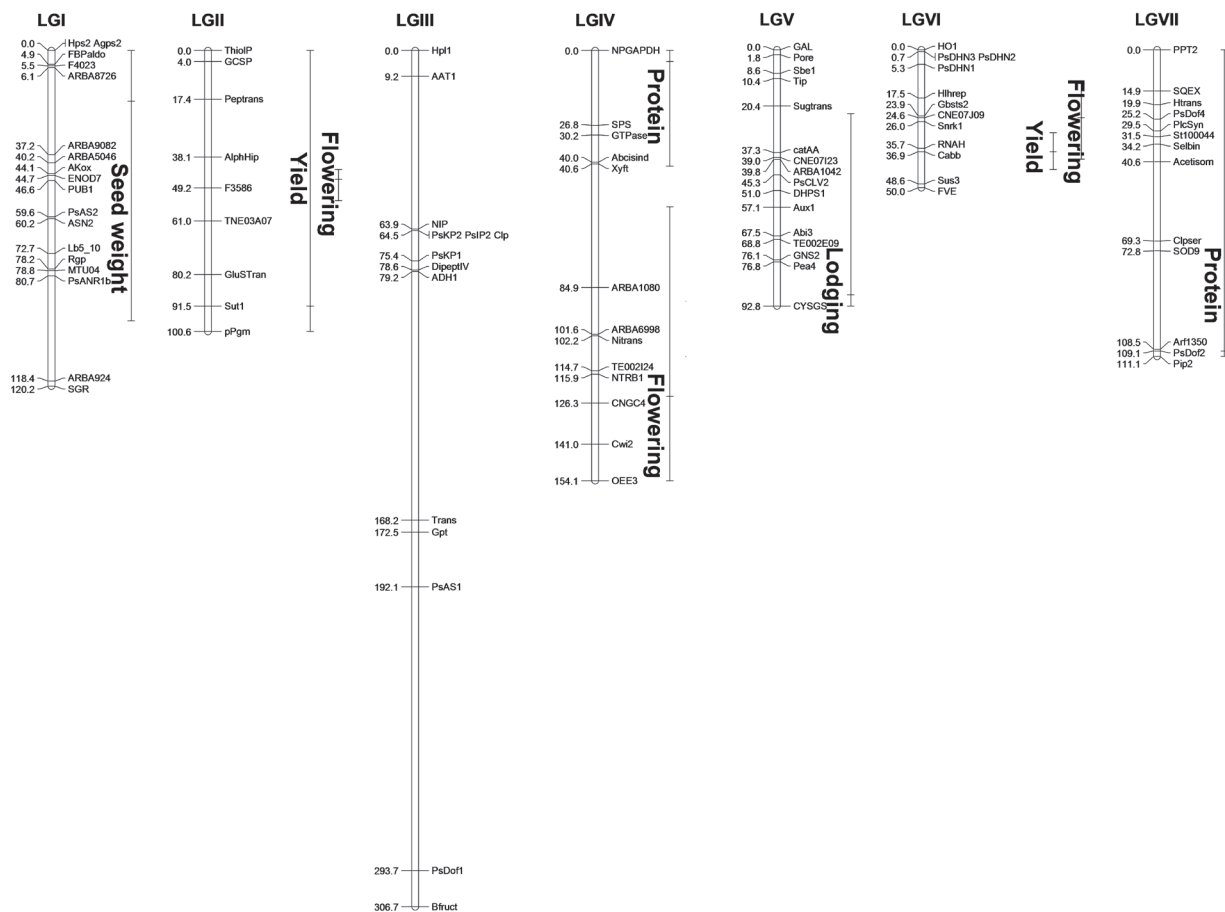 LGI
0.0 Hps2 Agps2
4.9 FBPaldo
5.5 F4023
6.1 ARBA8726
37.2 ARBA9082
40.2 ARBA5046
44.1 AKox
44.7 ENOD7
46.6 PUB1
59.6 PsAS2
60.2 ASN2
72.7 Lb5_10
78.2 Rgp
78.8 MTU04
80.7 PsANR1b
118.4 ARBA924
120.2 SGR
Seed weight
LGII
0.0 ThiolP
4.0 GCSP
17.4 Peptrans
38.1 AlphHip
49.2 F3586
61.0 TNE03A07
80.2 GluSTran
91.5 Sut1
100.6 pPgm
Yield
Flowering
LGIII
0.0 Hpl1
9.2 AAT1
63.9 NIP
64.5 PsKP2 PsIP2 Clp
75.4 PsKP1
78.6 DipeptIV
79.2 ADH1
168.2 Trans
172.5 Gpt
192.1 PsAS1
293.7 PsDof1
306.7 Bfruct
LGIV
0.0 NPGAPDH
26.8 SPS
30.2 GTPase
40.0 Abcisind
40.6 Xyft
84.9 ARBA1080
101.6 ARBA6998
102.2 Nitrans
114.7 TE002I24
115.9 NTRB1
126.3 CNGC4
141.0 Cwi2
154.1 OEE3
Protein
Flowering
LGV
0.0 GAL
1.8 Pore
8.6 Sbe1
10.4 Tip
20.4 Sugtrans
37.3 catAA
39.0 CNE07I23
39.8 ARBA1042
45.3 PsCLV2
51.0 DHPS1
57.1 Aux1
67.5 Abi3
68.8 TE002E09
76.1 GNS2
76.8 Pea4
92.8 CYSGS
Lodging
LGVI
0.0 HO1
0.7 PsDHN3 PsDHN2
5.3 PsDHN1
17.5 Hlhrep
23.9 Gbsts2
24.6 CNE07J09
26.0 Snrk1
35.7 RNAH
36.9 Cabb
48.6 Sus3
50.0 FVE
Yield
Flowering
LGVII
0.0 PPT2
14.9 SQEX
19.9 Htrans
25.2 PsDof4
29.5 PlcSyn
31.5 St100044
34.2 Selbin
40.6 Acetisom
69.3 Clpser
72.8 SOD9
108.5 Arf1350
109.1 PsDof2
111.1 Pip2
Protein